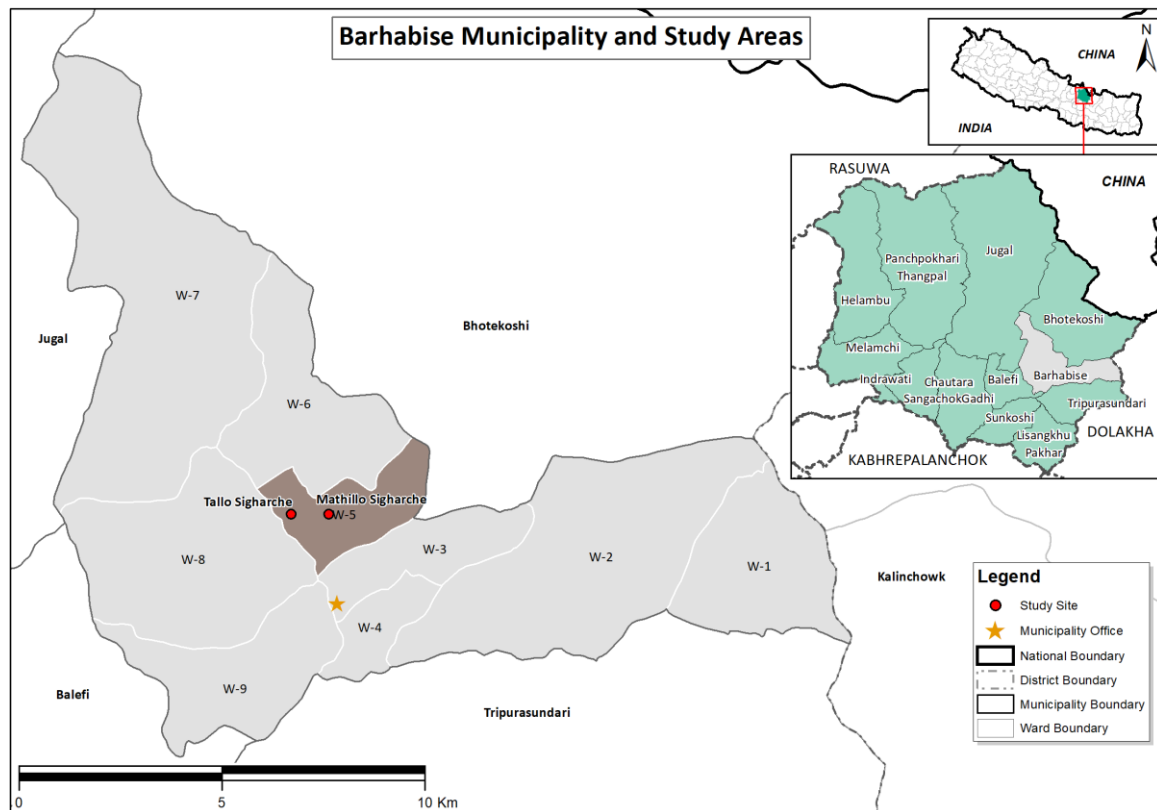 Barhabise Municipality and Study Areas
N
CHINA
INDIA
RASUWA
CHINA
Jugal
Panchpokhari
Thangpal
Helambu
Bhotekoshi
Melamchi
Barhabise
Indrawati
Chautara
SangachokGadhi
Balefi
Tripurasundari
Sunkoshi
Lisangkhu
Pakhar
DOLAKHA
KABHREPALANCHOK
W-7
Jugal
Bhotekoshi
W-6
Tallo Sigharche
Mathillo Sigharche
W-5
W-3
W-8
W-2
W-1
Kalinchowk
W-4
W-9
Balefi
Tripurasundari
Legend
Study Site
Municipality Office
National Boundary
District Boundary
Municipality Boundary
Ward Boundary
0 5 10 Km